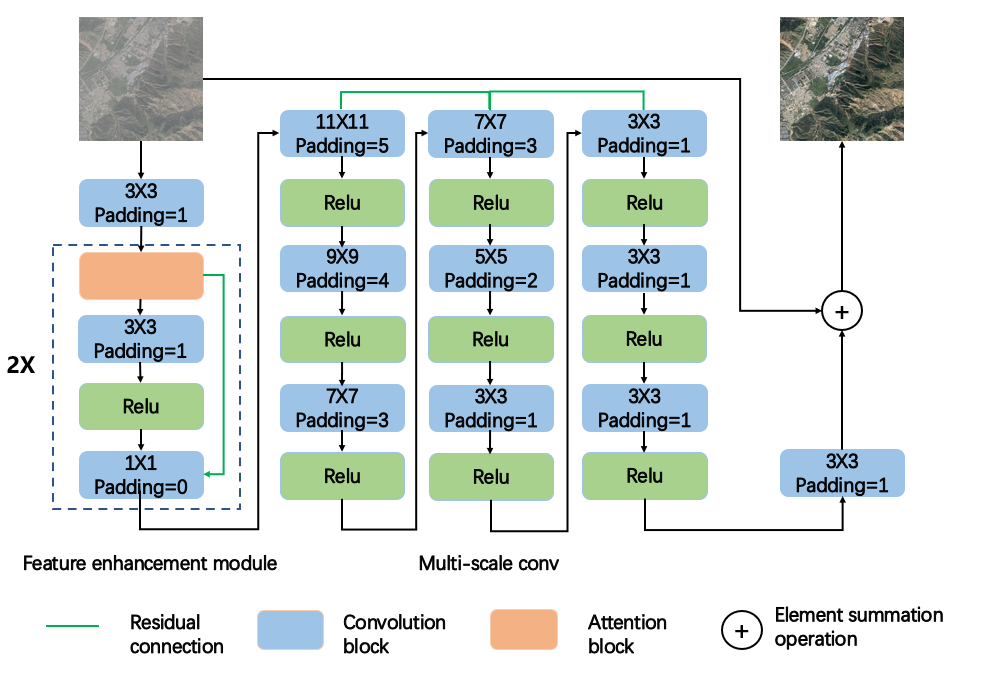 3X3
Padding=1
2X
3X3
Padding=1
Relu
1X1
Padding=0
11X11
Padding=5
Relu
9X9
Padding=4
Relu
7X7
Padding=3
Relu
7X7
Padding=3
Relu
5X5
Padding=2
Relu
3X3
Padding=1
Relu
3X3
Padding=1
Relu
3X3
Padding=1
Relu
3X3
Padding=1
Relu
+
3X3
Padding=1
Feature enhancement module
Multi-scale conv
Residual
connection
Convolution
block
Attention
block
+
Element summation
operation